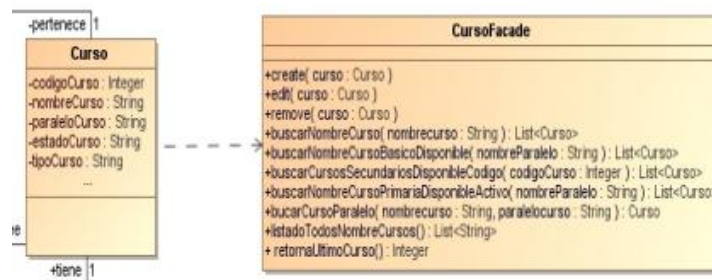 -pertenece 1
Curso
-codigoCurso : Integer
-nombreCurso : String
-paraleloCurso : String
-estadoCurso : String
-tipoCurso : String
...
+tiene 1
CursoFacade
+create( curso : Curso )
+edit( curso : Curso )
+remove( curso : Curso )
+buscarNombreCurso( nombrecurso : String ) : List<Curso>
+buscarNombreCursoBasicoDisponible( nombreParalelo : String ) : List<Curso>
+buscarCursosSecundariosDisponibleCodigo( codigoCurso : Integer ) : List<Curso>
+buscarNombreCursoPrimariaDisponibleActivo( nombreParalelo : String ) : List<Curso>
+bucarCursoParalelo( nombrecurso : String, paralelocurso : String ) : Curso
+listadoTodosNombreCursos() : List<String>
+ retornaUltimoCurso() : Integer